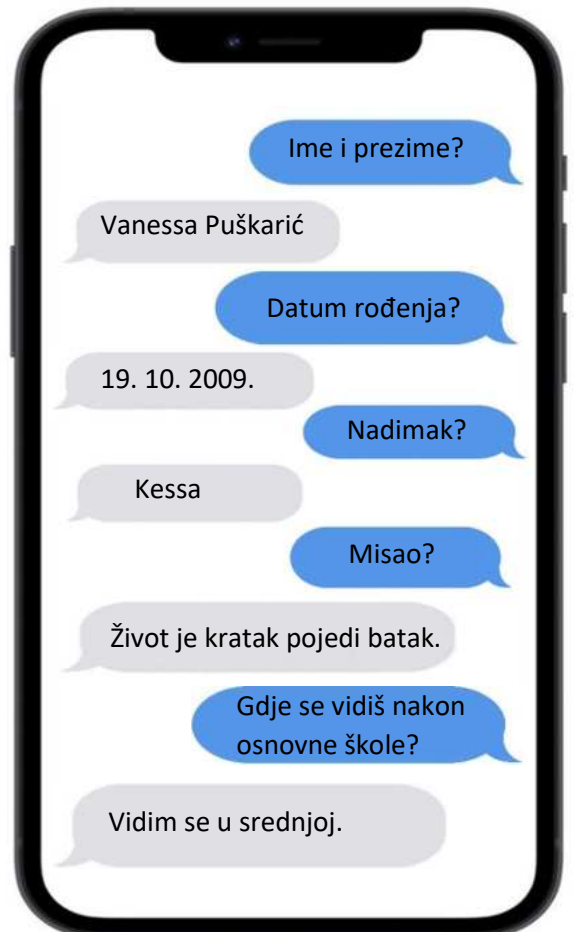 Ime i prezime?
Vanessa Puškarić
Datum rođenja?
19. 10. 2009.
Nadimak?
Kessa
Misao?
Život je kratak pojedi batak.
Gdje se vidiš nakon
osnovne škole?
Vidim se u srednjoj.